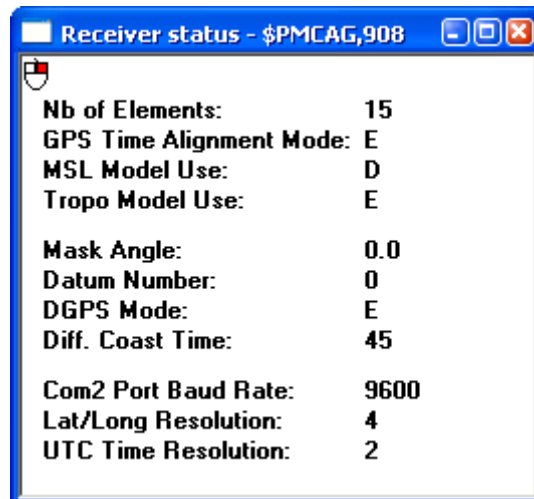 Receiver status - $PMCAG,908
Nb of Elements: 15
GPS Time Alignment Mode: E
MSL Model Use: D
Tropo Model Use: E
Mask Angle: 0.0
Datum Number: 0
DGPS Mode: E
Diff. Coast Time: 45
Com2 Port Baud Rate: 9600
Lat/Long Resolution: 4
UTC Time Resolution: 2